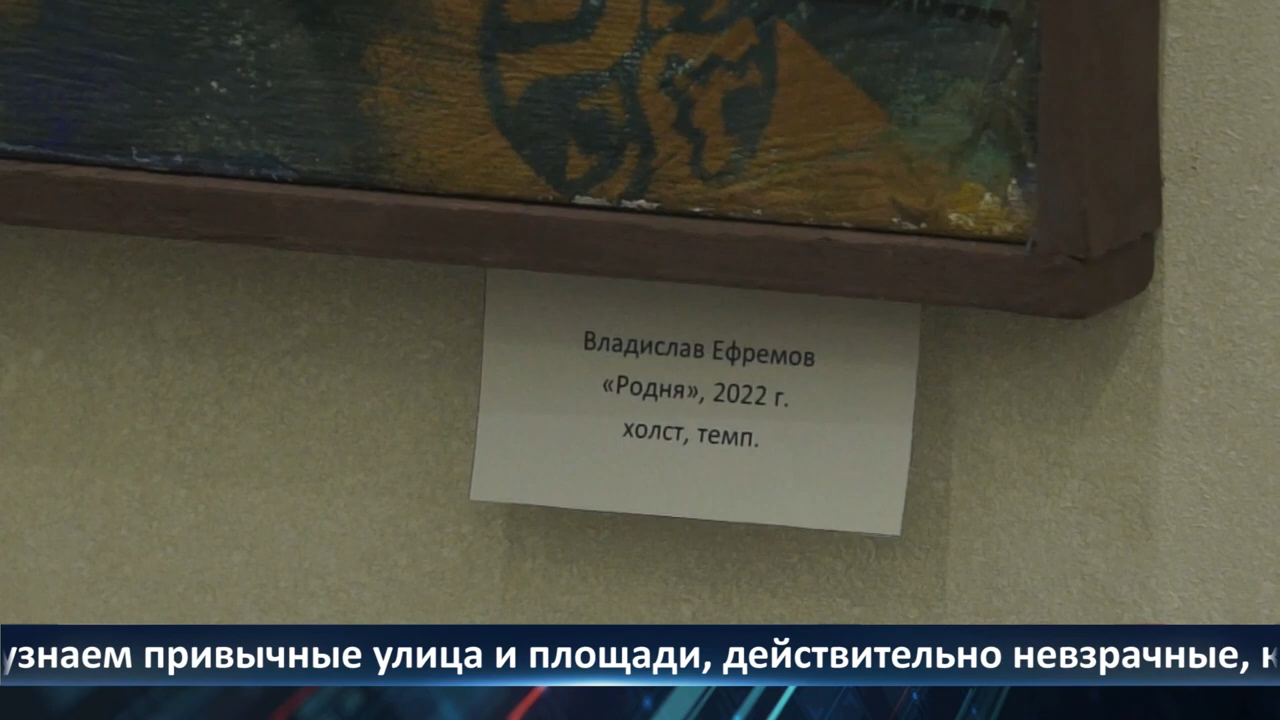 Владислав Ефремов
«Родня», 2022 г.
холст, темп.
узнаем привычные улица и площади, действительно невзрачные,